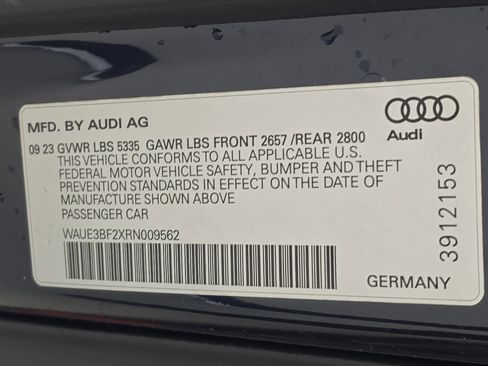 MFD. BY AUDI AG
09 23 GVWR LBS 5335 GAWR LBS FRONT 2657 /REAR 2800
THIS VEHICLE CONFORMS TO ALL APPLICABLE U.S.
FEDERAL MOTOR VEHICLE SAFETY, BUMPER AND THEFT
PREVENTION STANDARDS IN EFFECT ON THE DATE OF
MANUFACTURE SHOWN ABOVE
PASSENGER CAR
WAUE3BF2XRN009562
Audi
3912153
GERMANY